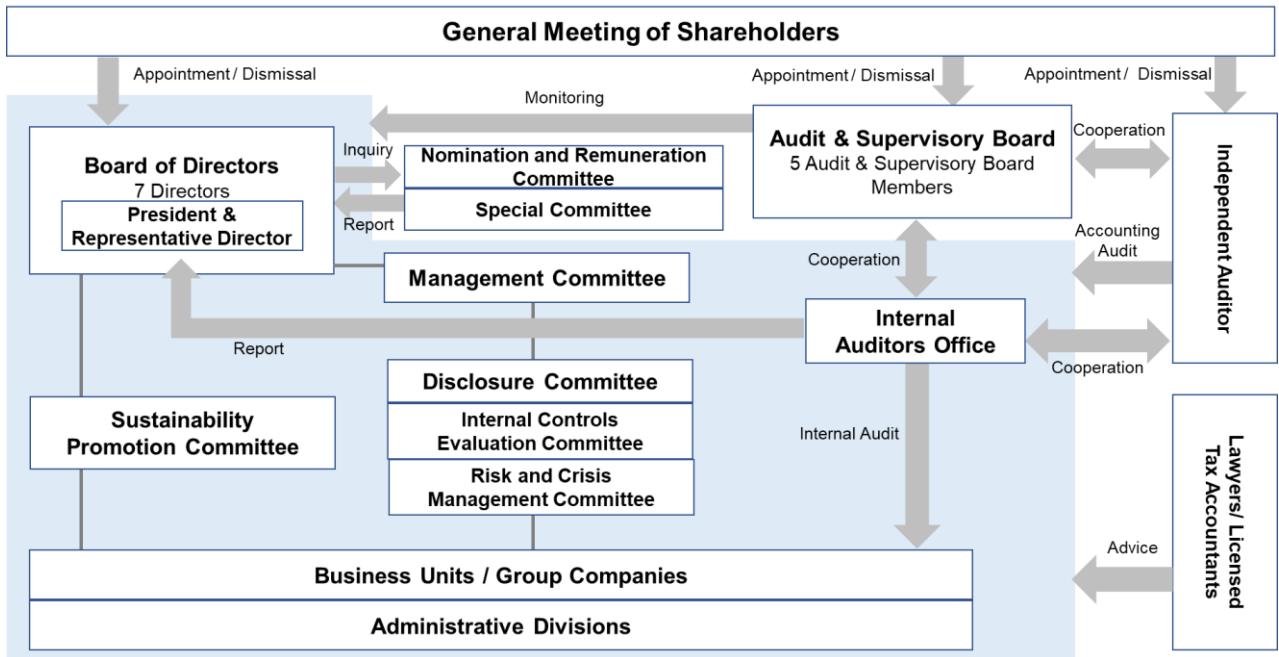 General Meeting of Shareholders
Appointment / Dismissal
Appointment / Dismissal
Appointment / Dismissal
Monitoring
Board of Directors
7 Directors
President &
Representative Director
Inquiry
Report
Nomination and Remuneration
Committee
Special Committee
Audit & Supervisory Board
5 Audit & Supervisory Board
Members
Cooperation
Independent Auditor
Accounting
Audit
Cooperation
Management Committee
Internal
Auditors Office
Report
Cooperation
Disclosure Committee
Internal Controls
Evaluation Committee
Risk and Crisis
Management Committee
Sustainability
Promotion Committee
Internal Audit
Lawyers/ Licensed
Tax Accountants
Advice
Business Units / Group Companies
Administrative Divisions